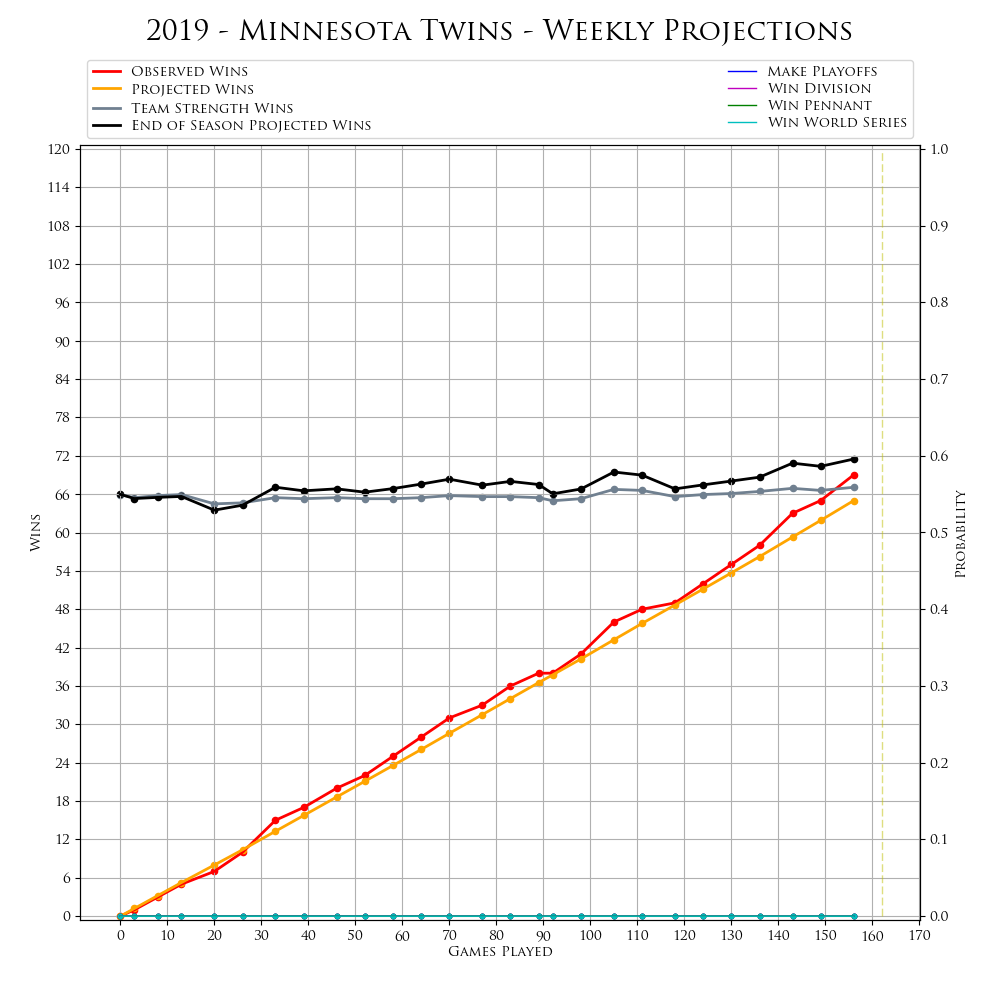 2019 - Minnesota Twins - Weekly Projections
Observed Wins
Projected Wins
Team Strength Wins
End of Season Projected Wins
Make Playoffs
Win Division
Win Pennant
Win World Series
120
114
108
102
96
90
84
78
72
66
60
54
48
42
36
30
24
18
12
6
0
Wins
1.0
0.9
0.8
0.7
0.6
0.5
0.4
0.3
0.2
0.1
0.0
Probability
0 10 20 30 40 50 60 70 80 90 100 110 120 130 140 150 160 170
Games Played